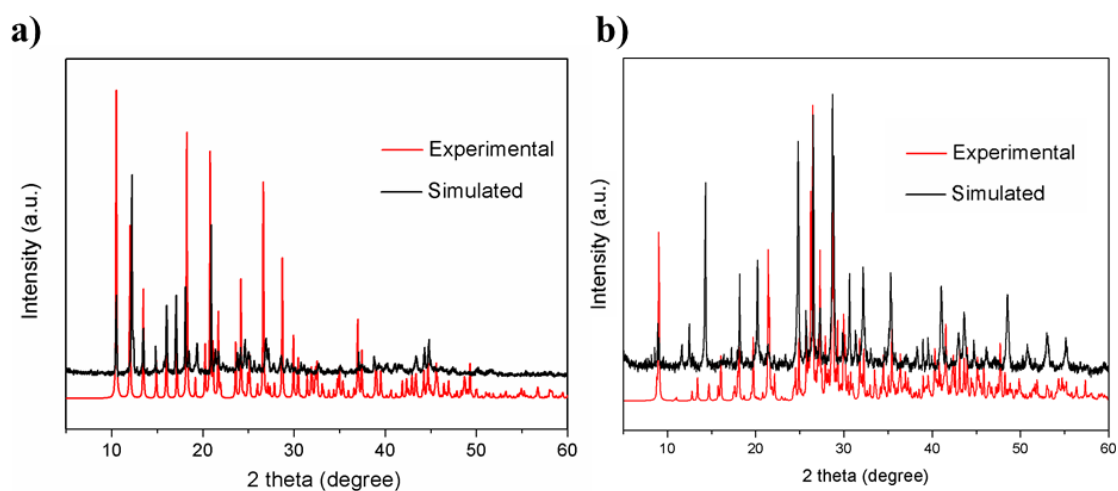 a)
Intensity (a.u.)
Experimental
Simulated
10 20 30 40 50 60
2 theta (degree)
b)
Intensity (a.u.)
Experimental
Simulated
10 20 30 40 50 60
2 theta (degree)